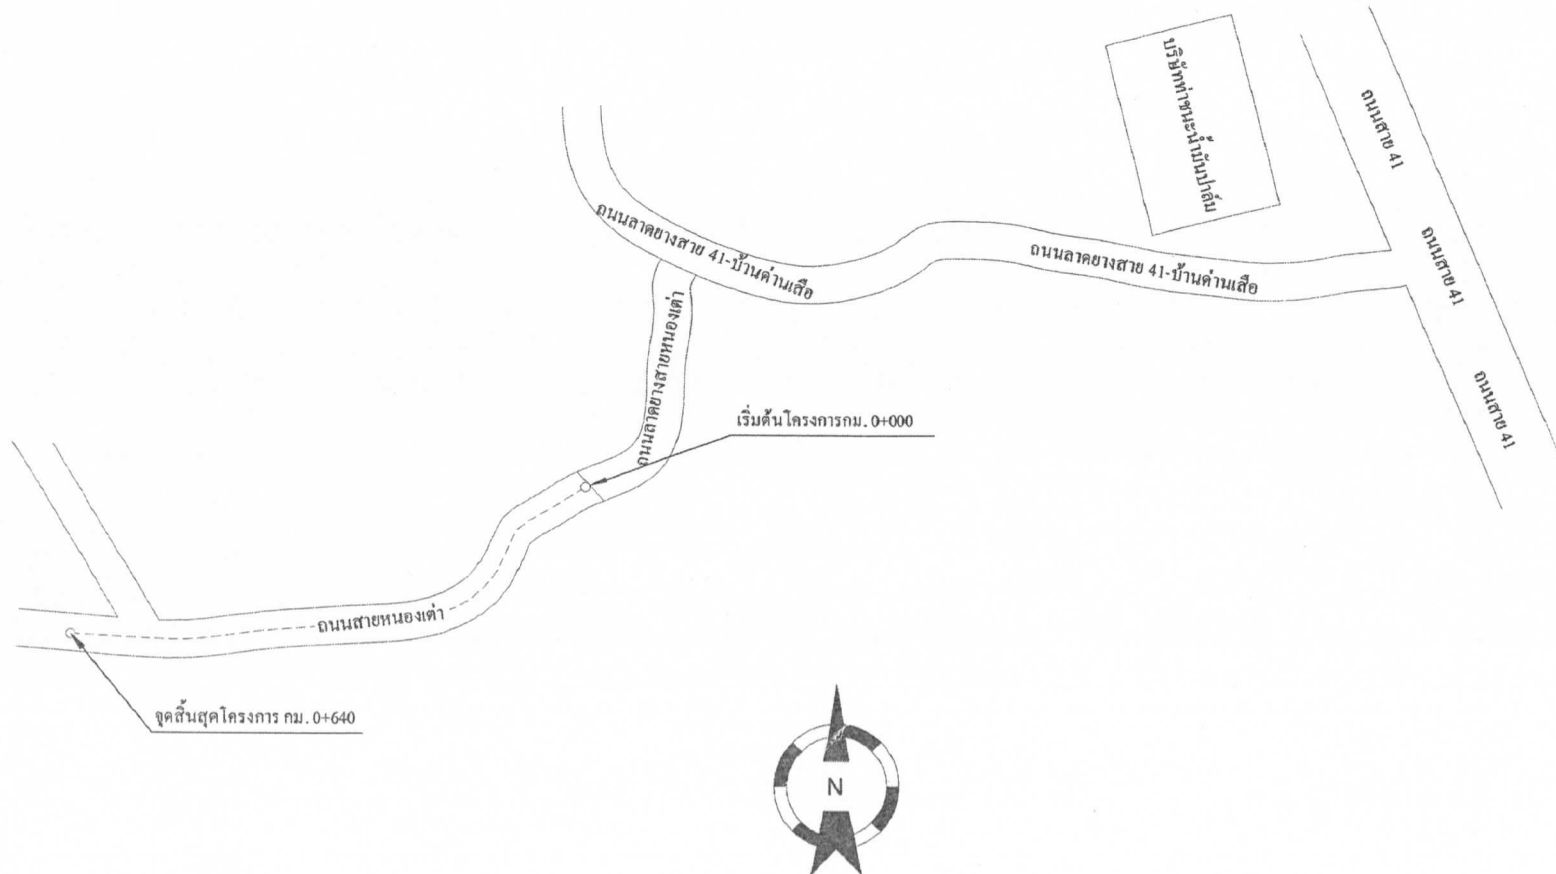 บริษัทท่าชนะน้ำมันปาล์ม
ถนนสาย 41
ถนนลาดยางสาย 41-บ้านด่านเสือ
ถนนลาดยางสาย 41-บ้านด่านเสือ
ถนนสาย 41
ถนนลาดยางสายหนองเต่า
เริ่มต้นโครงการกม. 0+000
ถนนสาย 41
ถนนสายหนองเต่า
จุดสิ้นสุดโครงการ กม. 0+640
N